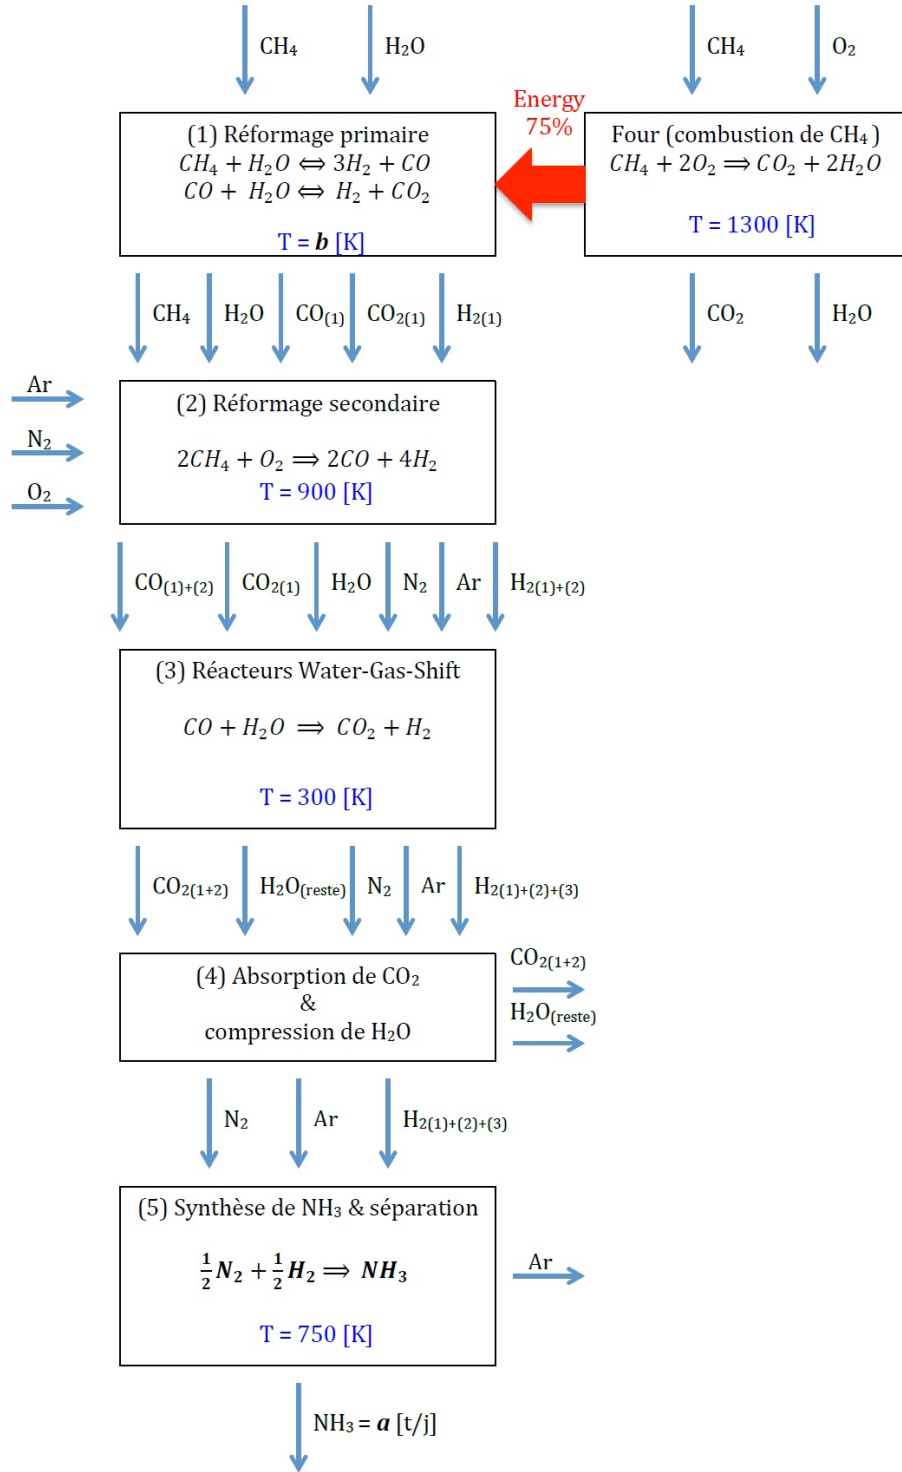 CH₄
H₂O
CH₄
O₂
Energy
75%
(1) Réformage primaire
CH₄ + H₂O ⇔ 3H₂ + CO
CO + H₂O ⇔ H₂ + CO₂
T = b [K]
Four (combustion de CH₄)
CH₄ + 2O₂ ⇒ CO₂ + 2H₂O
T = 1300 [K]
CH₄
H₂O
CO₍₁₎
CO₂₍₁₎
H₂₍₁₎
CO₂
H₂O
Ar
N₂
O₂
(2) Réformage secondaire
2CH₄ + O₂ ⇒ 2CO + 4H₂
T = 900 [K]
CO₍₁₎₊₍₂₎
CO₂₍₁₎
H₂O
N₂
Ar
H₂₍₁₎₊₍₂₎
(3) Réacteurs Water-Gas-Shift
CO + H₂O ⇒ CO₂ + H₂
T = 300 [K]
CO₂₍₁₊₂₎
H₂O₍reste₎
N₂
Ar
H₂₍₁₎₊₍₂₎₊₍₃₎
(4) Absorption de CO₂
&
compression de H₂O
CO₂₍₁₊₂₎
H₂O₍reste₎
N₂
Ar
H₂₍₁₎₊₍₂₎₊₍₃₎
(5) Synthèse de NH₃ & séparation
½N₂ + ½H₂ ⇒ NH₃
T = 750 [K]
Ar
NH₃ = a [t/j]